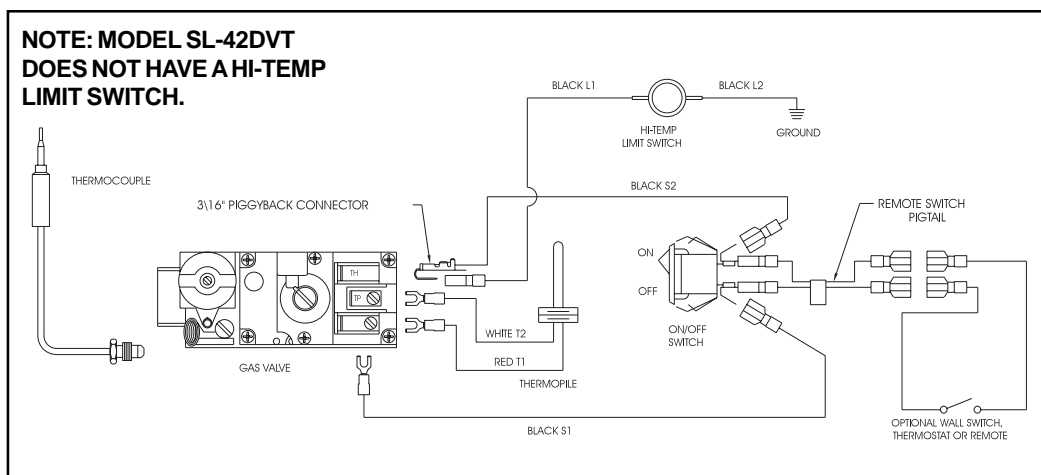 NOTE: MODEL SL-42DVT
DOES NOT HAVE A HI-TEMP
LIMIT SWITCH.
BLACK L1
BLACK L2
HI-TEMP
LIMIT SWITCH
GROUND
THERMOCOUPLE
BLACK S2
3\16" PIGGYBACK CONNECTOR
REMOTE SWITCH
PIGTAIL
ON
OFF
TH
TP
WHITE T2
ON/OFF
SWITCH
RED T1
GAS VALVE
THERMOPILE
OPTIONAL WALL SWITCH,
THERMOSTAT OR REMOTE
BLACK S1